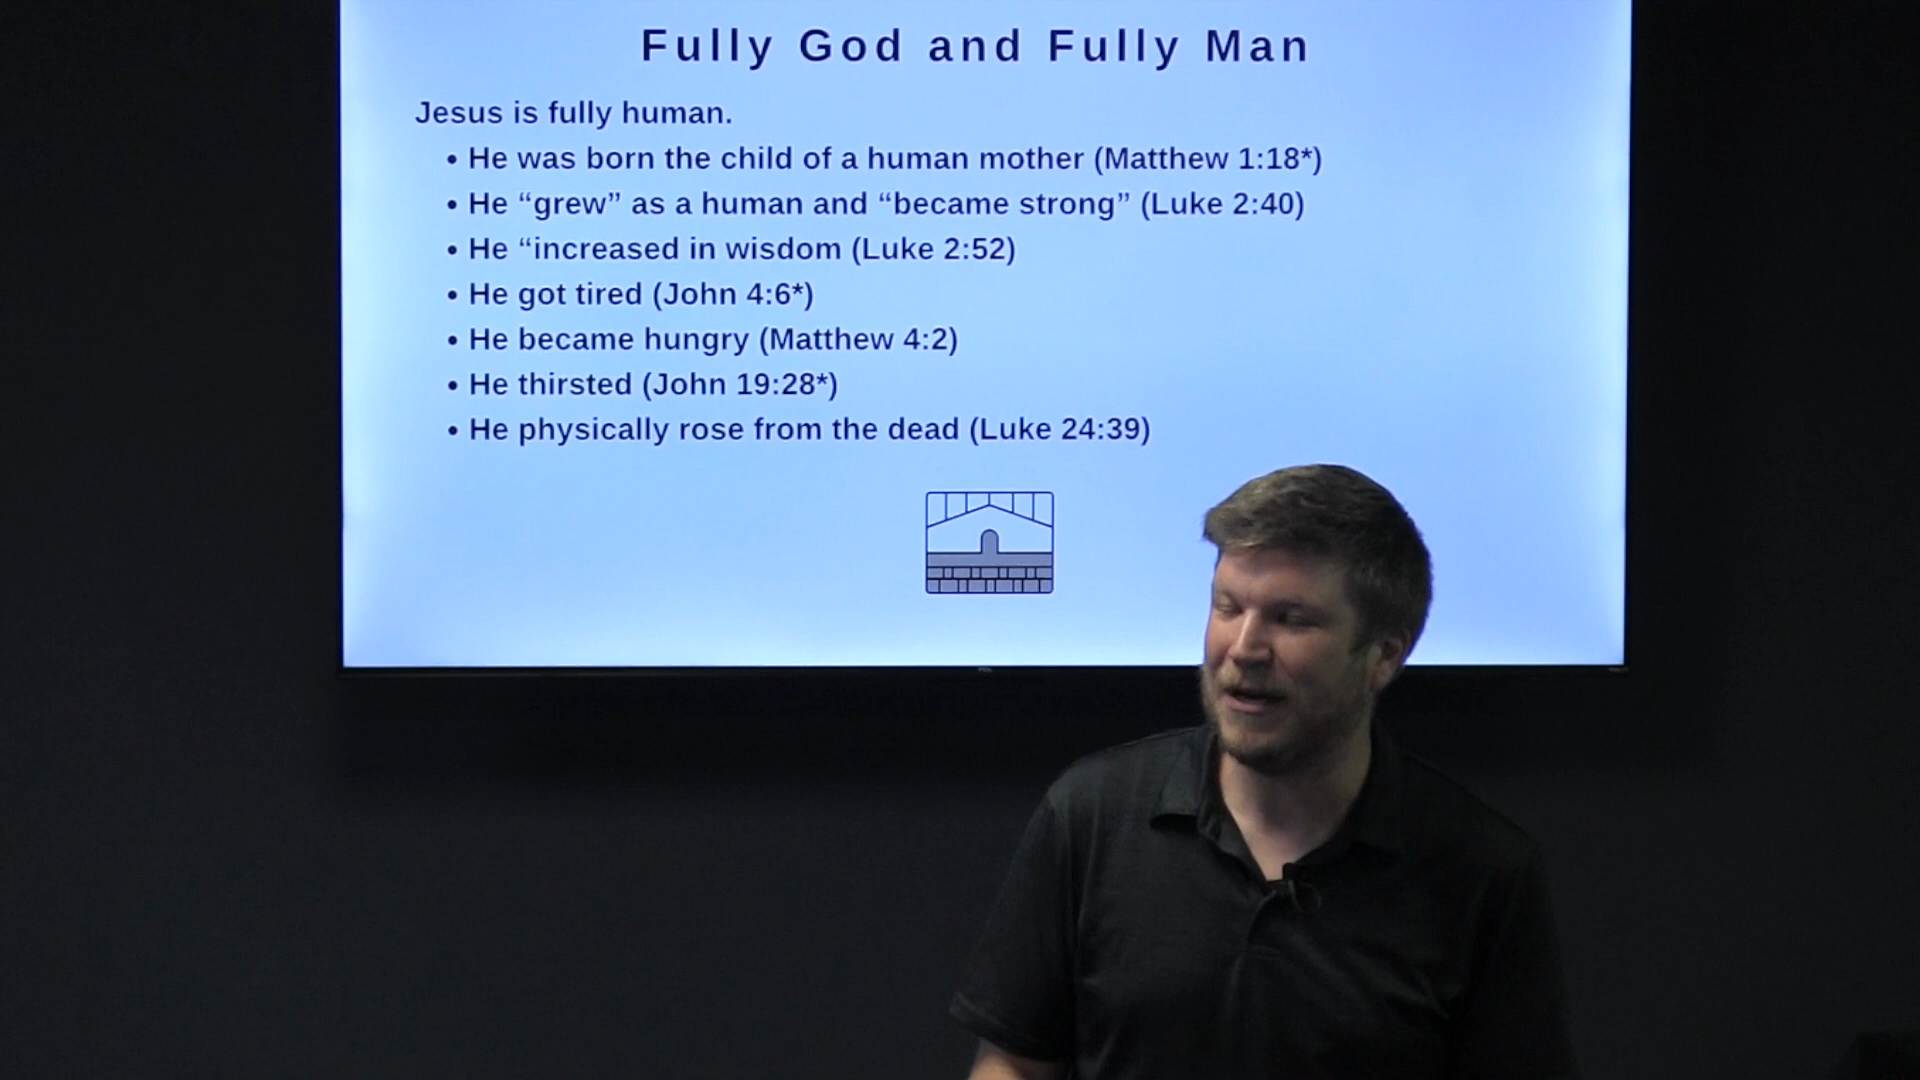 Fully God and Fully Man
Jesus is fully human.
• He was born the child of a human mother (Matthew 1:18*)
• He “grew” as a human and “became strong” (Luke 2:40)
• He “increased in wisdom (Luke 2:52)
• He got tired (John 4:6*)
• He became hungry (Matthew 4:2)
• He thirsted (John 19:28*)
• He physically rose from the dead (Luke 24:39)